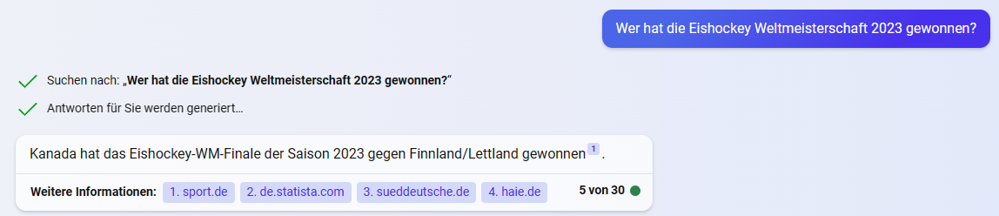 Wer hat die Eishockey Weltmeisterschaft 2023 gewonnen?
Suchen nach: „Wer hat die Eishockey Weltmeisterschaft 2023 gewonnen?“
Antworten für Sie werden generiert…
Kanada hat das Eishockey-WM-Finale der Saison 2023 gegen Finnland/Lettland gewonnen 1 .
Weitere Informationen: 1. sport.de 2. de.statista.com 3. sueddeutsche.de 4. haie.de 5 von 30